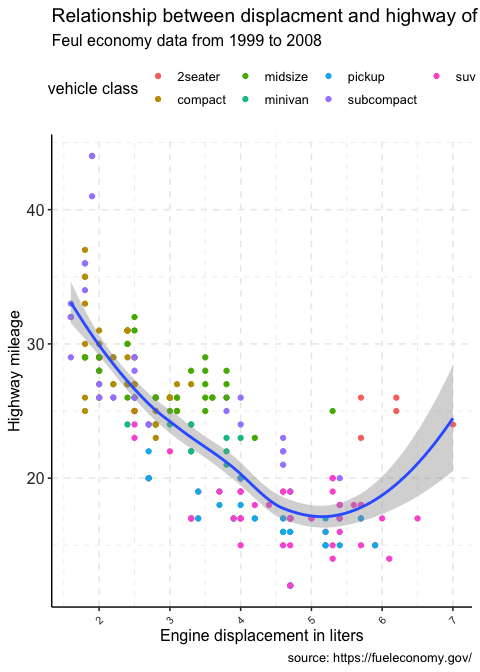 Relationship between displacment and highway of
Feul economy data from 1999 to 2008
vehicle class
2seater midsize pickup suv
compact minivan subcompact
40
30
20
Highway mileage
2 3 4 5 6 7
Engine displacement in liters
source: https://fueleconomy.gov/